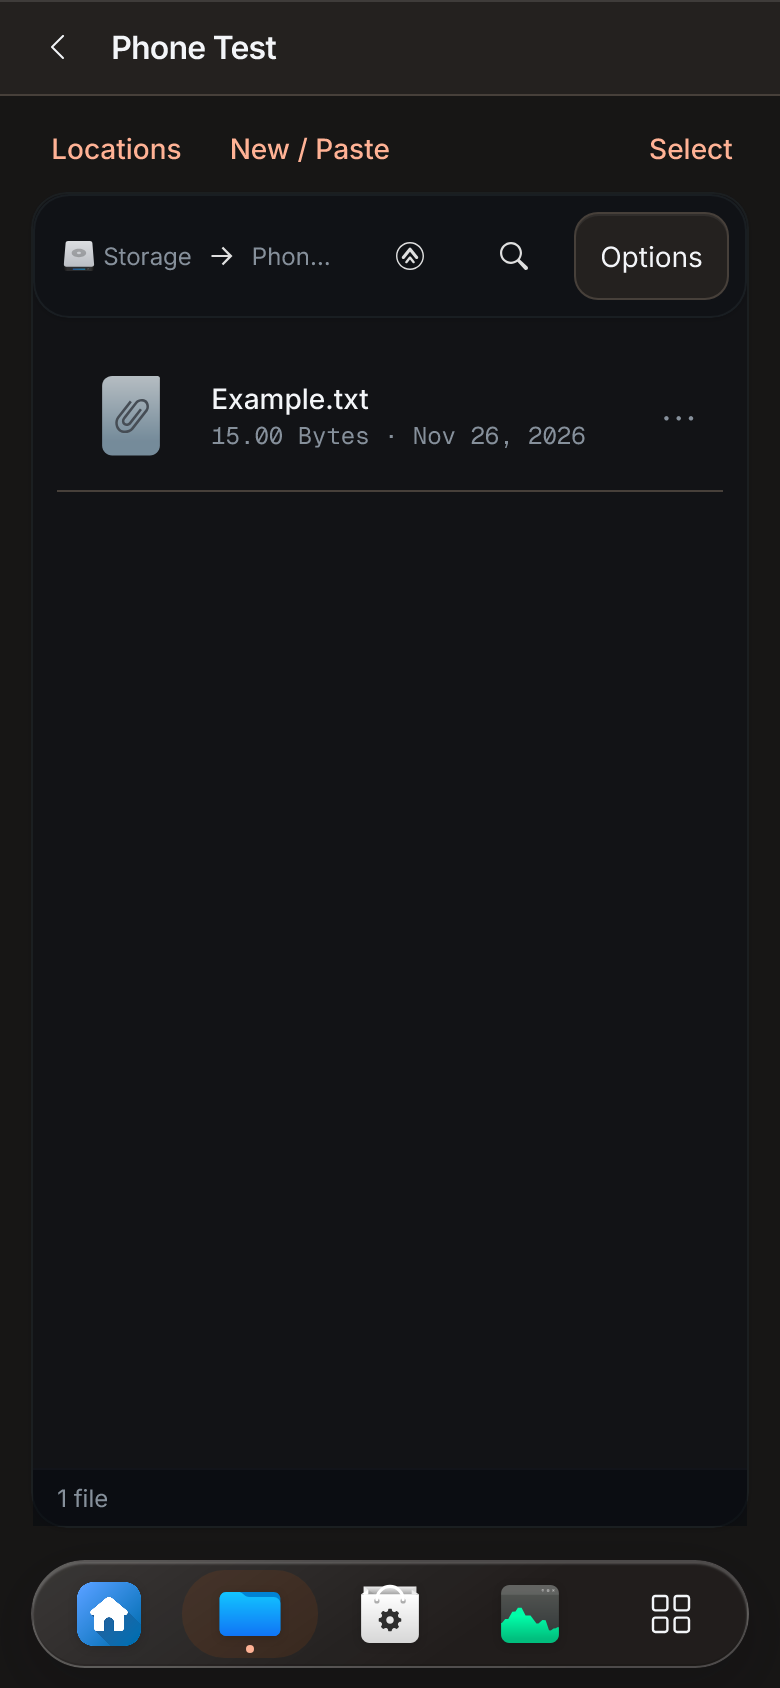 Phone Test
Locations New / Paste Select
Storage → Phon... Options
Example.txt
15.00 Bytes · Nov 26, 2026
1 file